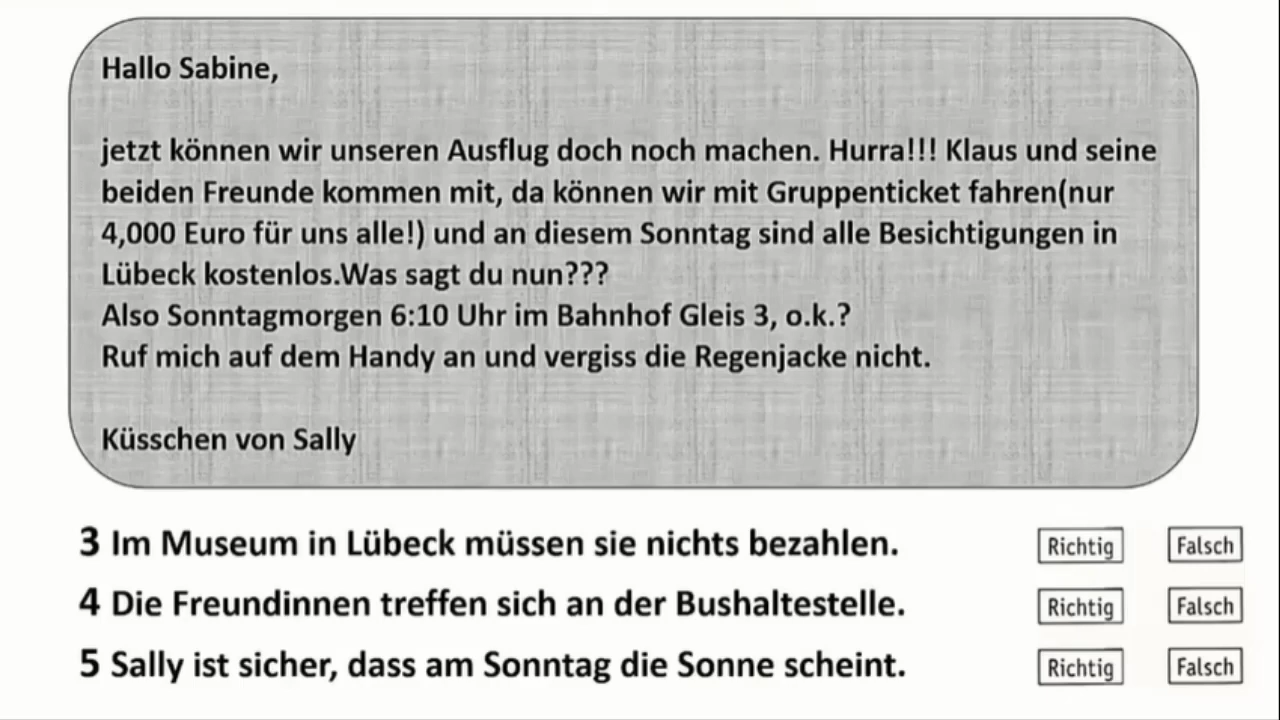 Hallo Sabine,
jetzt können wir unseren Ausflug doch noch machen. Hurra!!! Klaus und seine
beiden Freunde kommen mit, da können wir mit Gruppenticket fahren(nur
4,000 Euro für uns alle!) und an diesem Sonntag sind alle Besichtigungen in
Lübeck kostenlos.Was sagt du nun???
Also Sonntagmorgen 6:10 Uhr im Bahnhof Gleis 3, o.k.?
Ruf mich auf dem Handy an und vergiss die Regenjacke nicht.
Küsschen von Sally
3 Im Museum in Lübeck müssen sie nichts bezahlen. Richtig Falsch
4 Die Freundinnen treffen sich an der Bushaltestelle. Richtig Falsch
5 Sally ist sicher, dass am Sonntag die Sonne scheint. Richtig Falsch